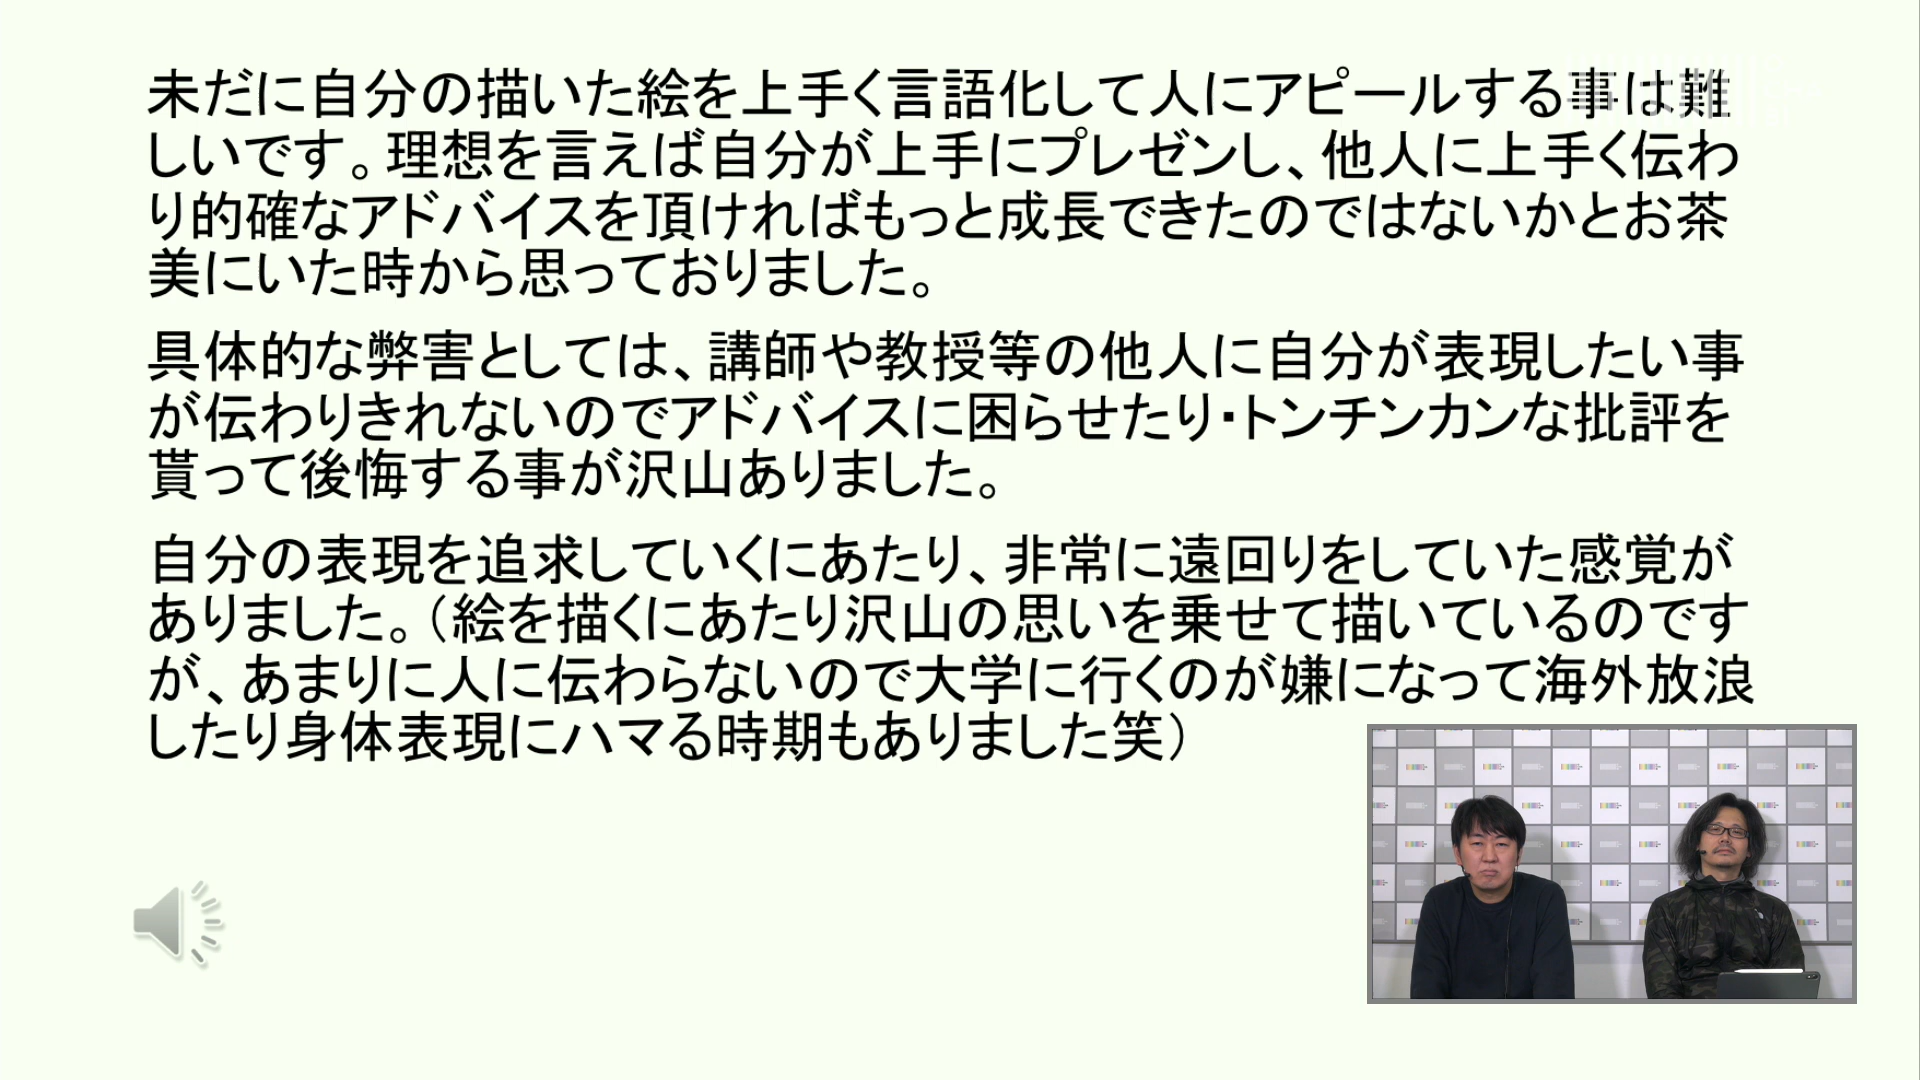 未だに自分の描いた絵を上手く言語化して人にアピールする事は難
しいです。理想を言えば自分が上手にプレゼンし、他人に上手く伝わ
り的確なアドバイスを頂ければもっと成長できたのではないかとお茶
美にいた時から思っておりました。
具体的な弊害としては、講師や教授等の他人に自分が表現したい事
が伝わりきれないのでアドバイスに困らせたり・トンチンカンな批評を
貰って後悔する事が沢山ありました。
自分の表現を追求していくにあたり、非常に遠回りをしていた感覚が
ありました。（絵を描くにあたり沢山の思いを乗せて描いているのです
が、あまりに人に伝わらないので大学に行くのが嫌になって海外放浪
したり身体表現にハマる時期もありました笑）